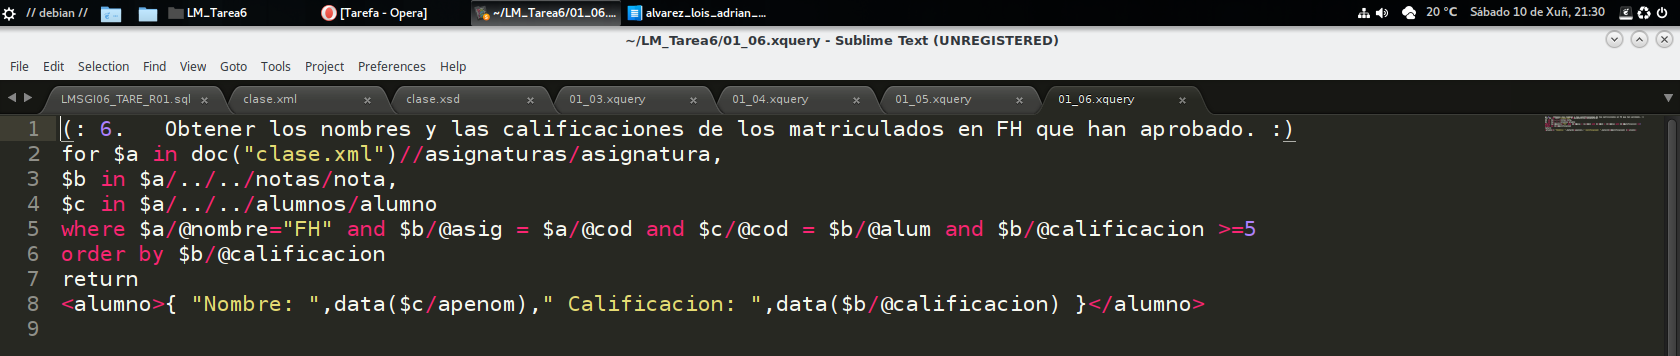 // debian //
LM_Tarea6
[Tarefa - Opera]
~/LM_Tarea6/01_06....
alvarez_lois_adrian_...
20 °C
Sábado 10 de Xuñ, 21:30
~/LM_Tarea6/01_06.xquery - Sublime Text (UNREGISTERED)
File Edit Selection Find View Goto Tools Project Preferences Help
LMSGI06_TARE_R01.sql × clase.xml × clase.xsd × 01_03.xquery × 01_04.xquery × 01_05.xquery × 01_06.xquery ×
1 (: 6.   Obtener los nombres y las calificaciones de los matriculados en FH que han aprobado. :)
2 for $a in doc("clase.xml")//asignaturas/asignatura,
3 $b in $a/../../notas/nota,
4 $c in $a/../../alumnos/alumno
5 where $a/@nombre="FH" and $b/@asig = $a/@cod and $c/@cod = $b/@alum and $b/@calificacion >=5
6 order by $b/@calificacion
7 return
8 <alumno>{ "Nombre: ",data($c/apenom)," Calificacion: ",data($b/@calificacion) }</alumno>
9